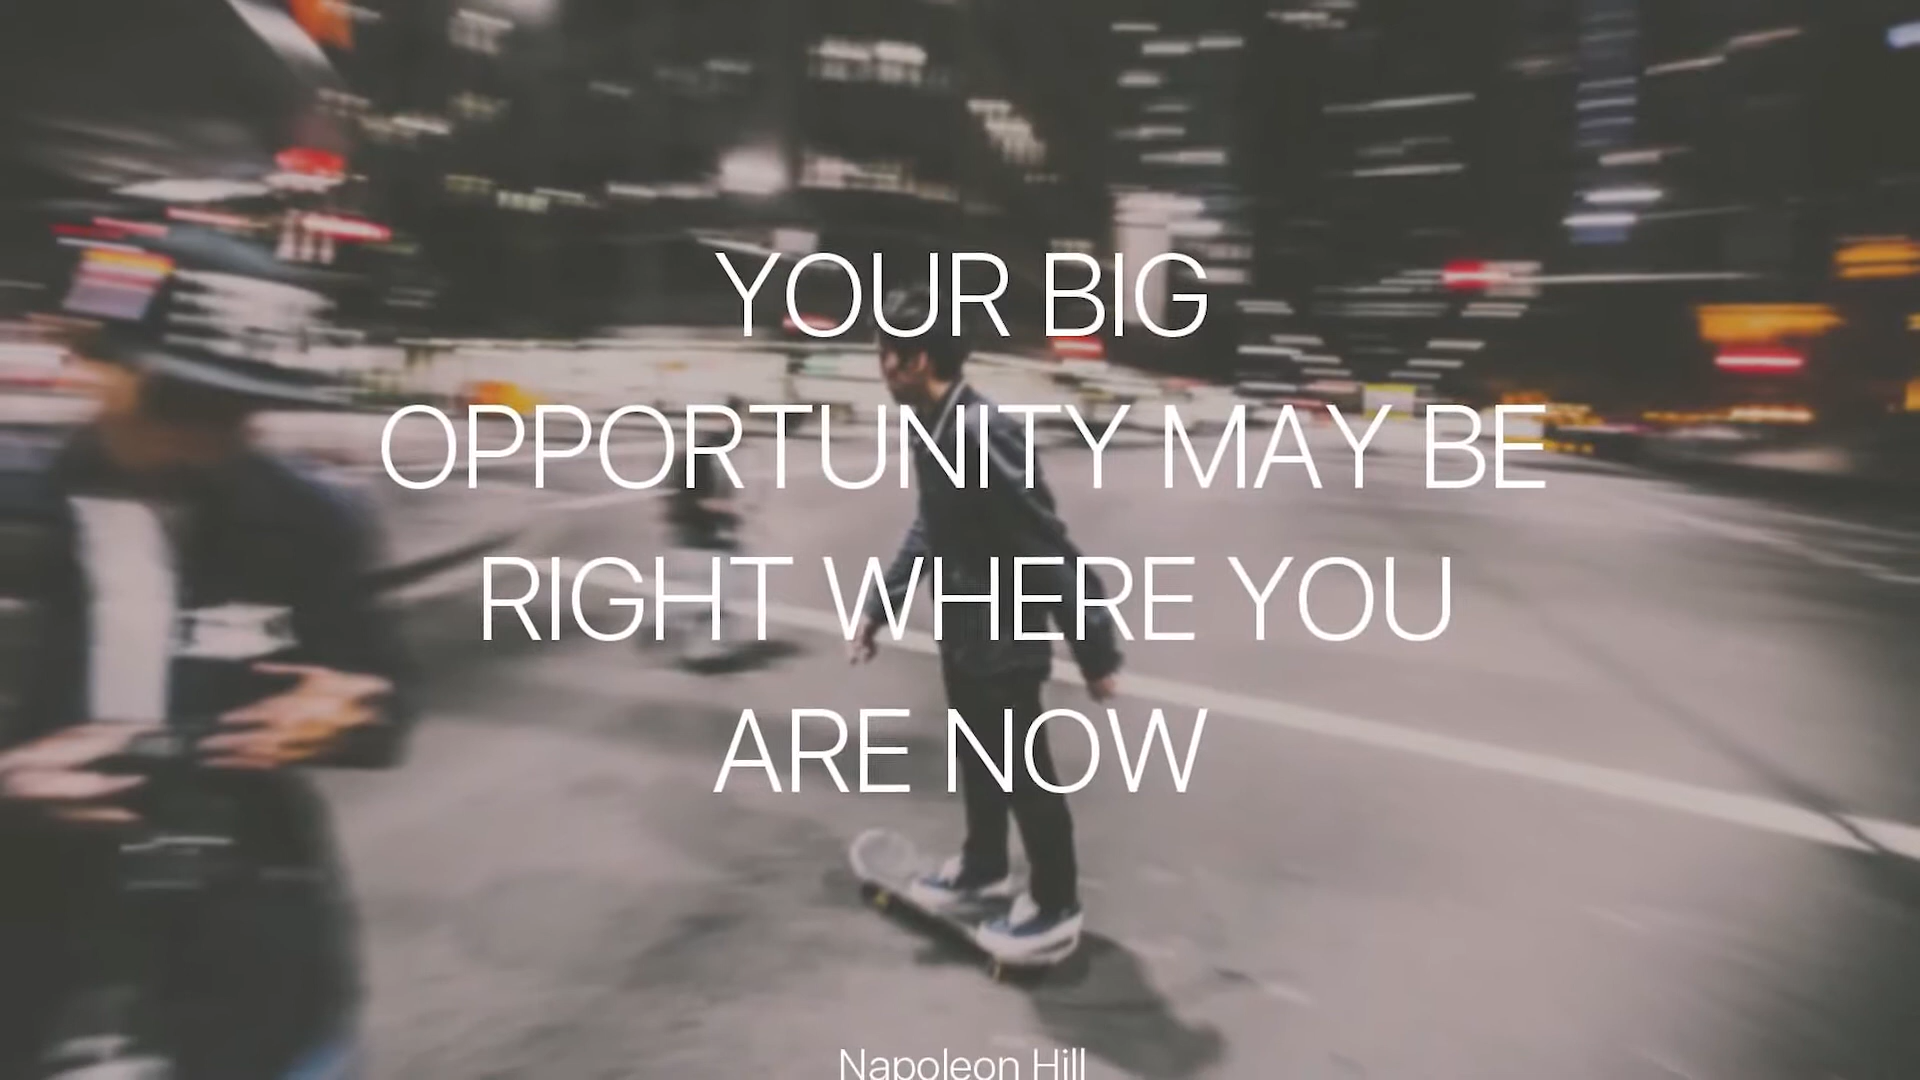 YOUR BIG
OPPORTUNITY MAY BE
RIGHT WHERE YOU
ARE NOW
Napoleon Hill